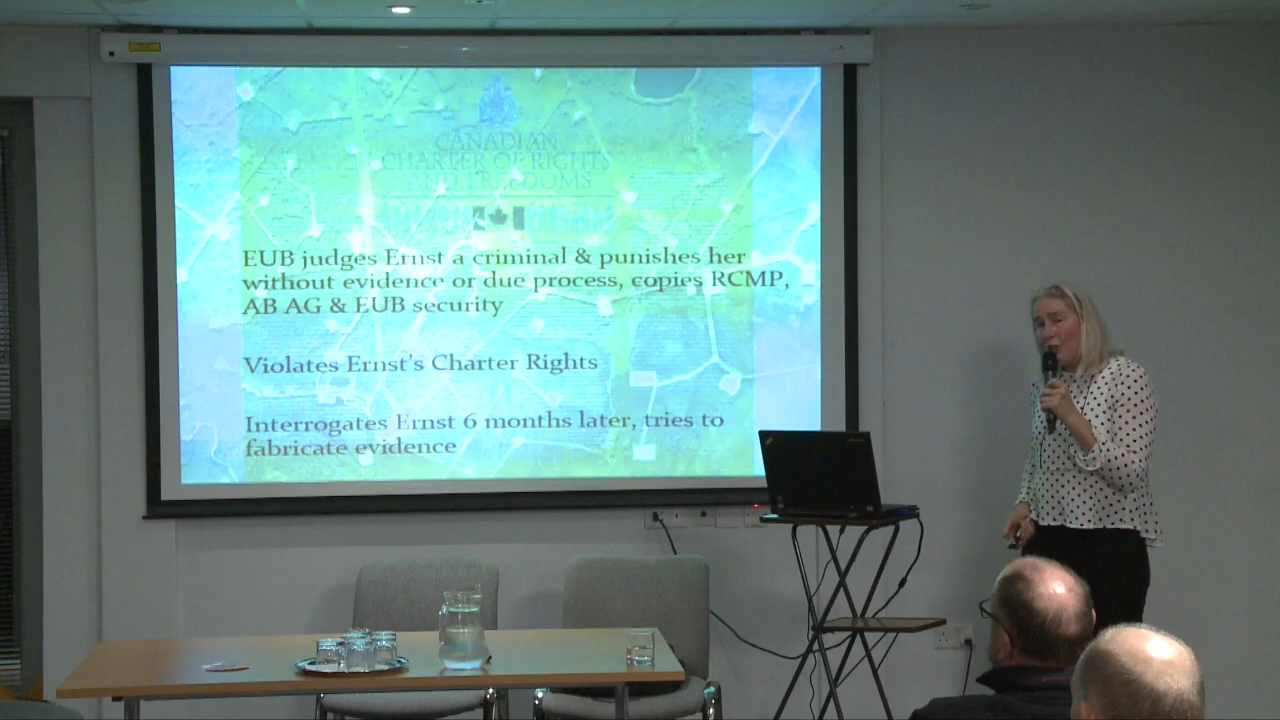 CANADIAN
CHARTER OF RIGHTS
AND FREEDOMS
EUB judges Ernst a criminal & punishes her
without evidence or due process, copies RCMP,
AB AG & EUB security
Violates Ernst's Charter Rights
Interrogates Ernst 6 months later, tries to
fabricate evidence